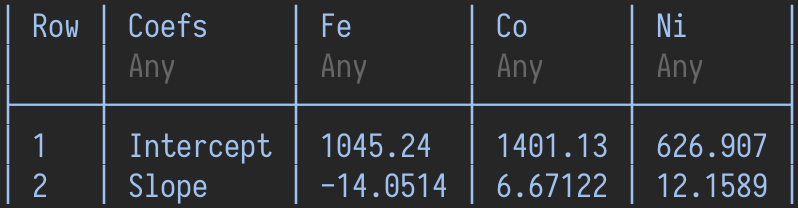 Row Coefs Fe Co Ni
Any Any Any Any
1 Intercept 1045.24 1401.13 626.907
2 Slope -14.0514 6.67122 12.1589